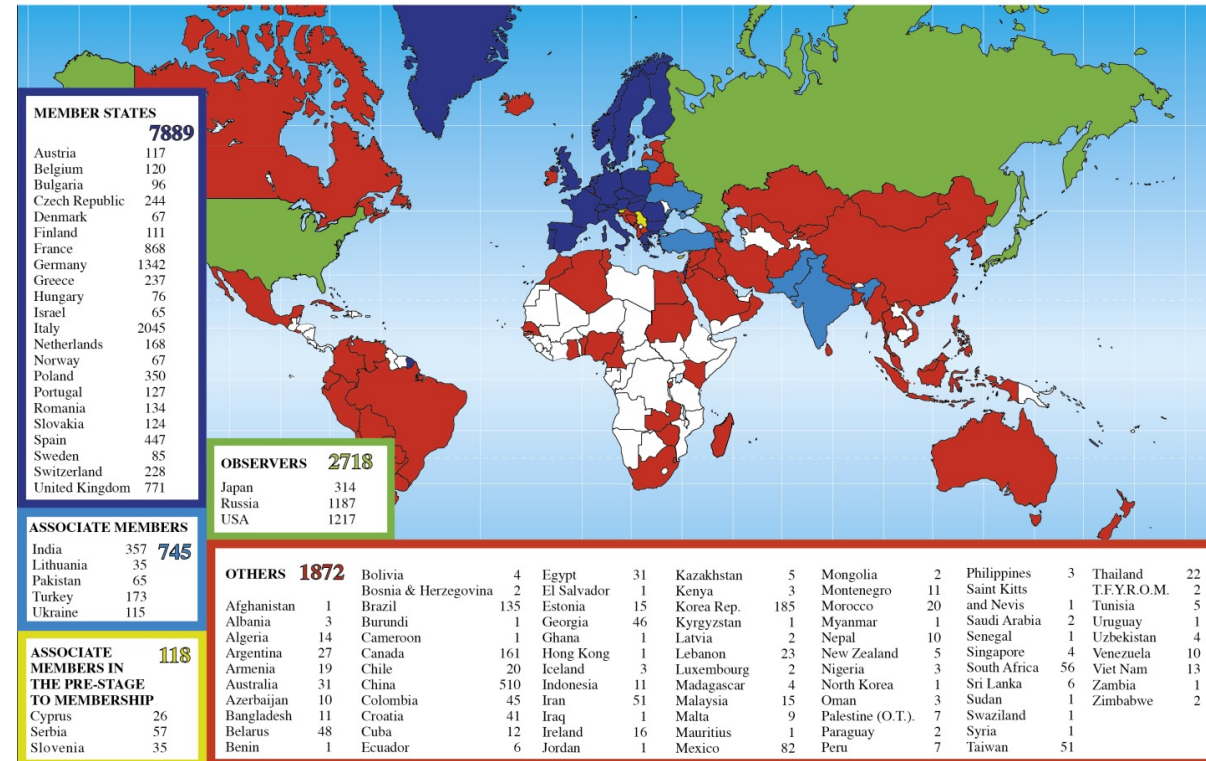 MEMBER STATES
7889
Austria 117
Belgium 120
Bulgaria 96
Czech Republic 244
Denmark 67
Finland 111
France 868
Germany 1342
Greece 237
Hungary 76
Israel 65
Italy 2045
Netherlands 168
Norway 67
Poland 350
Portugal 127
Romania 134
Slovakia 124
Spain 447
Sweden 85
Switzerland 228
United Kingdom 771
ASSOCIATE MEMBERS
745
India 357
Lithuania 35
Pakistan 65
Turkey 173
Ukraine 115
ASSOCIATE 118
MEMBERS IN
THE PRE-STAGE
TO MEMBERSHIP
Cyprus 26
Serbia 57
Slovenia 35
OBSERVERS 2718
Japan 314
Russia 1187
USA 1217
OTHERS 1872
Afghanistan 1
Albania 3
Algeria 14
Argentina 27
Armenia 19
Australia 31
Azerbaijan 10
Bangladesh 11
Belarus 48
Benin 1
Bolivia 4
Bosnia & Herzegovina 2
Brazil 135
Burundi 1
Cameroon 1
Canada 161
Chile 20
China 510
Colombia 45
Croatia 41
Cuba 12
Ecuador 6
Egypt 31
El Salvador 1
Estonia 15
Georgia 46
Ghana 1
Hong Kong 1
Iceland 3
Indonesia 11
Iran 51
Iraq 1
Ireland 16
Jordan 1
Kazakhstan 5
Kenya 3
Korea Rep. 185
Kyrgyzstan 1
Latvia 2
Lebanon 23
Luxembourg 2
Madagascar 4
Malaysia 15
Malta 9
Mauritius 1
Mexico 82
Mongolia 2
Montenegro 11
Morocco 20
Myanmar 1
Nepal 10
New Zealand 5
Nigeria 3
North Korea 1
Oman 3
Palestine (O.T.). 7
Paraguay 2
Peru 7
Philippines 3
Saint Kitts
and Nevis 1
Saudi Arabia 2
Senegal 1
Singapore 4
South Africa 56
Sri Lanka 6
Sudan 1
Swaziland 1
Syria 1
Taiwan 51
Thailand 22
T.F.Y.R.O.M. 2
Tunisia 5
Uruguay 1
Uzbekistan 4
Venezuela 10
Viet Nam 13
Zambia 1
Zimbabwe 2